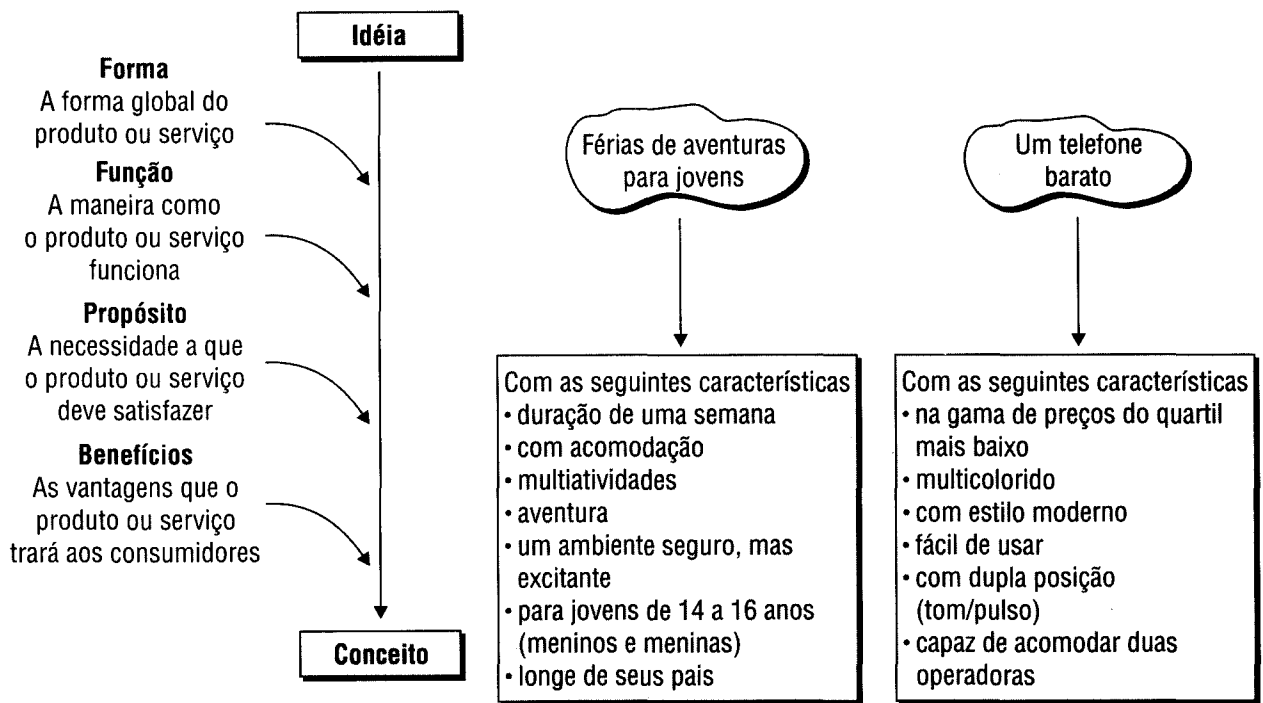 Idéia
Forma
A forma global do
produto ou serviço
Função
A maneira como
o produto ou serviço
funciona
Propósito
A necessidade a que
o produto ou serviço
deve satisfazer
Benefícios
As vantagens que o
produto ou serviço
trará aos consumidores
Conceito
Férias de aventuras
para jovens
Com as seguintes características
• duração de uma semana
• com acomodação
• multiatividades
• aventura
• um ambiente seguro, mas
excitante
• para jovens de 14 a 16 anos
(meninos e meninas)
• longe de seus pais
Um telefone
barato
Com as seguintes características
• na gama de preços do quartil
mais baixo
• multicolorido
• com estilo moderno
• fácil de usar
• com dupla posição
(tom/pulso)
• capaz de acomodar duas
operadoras